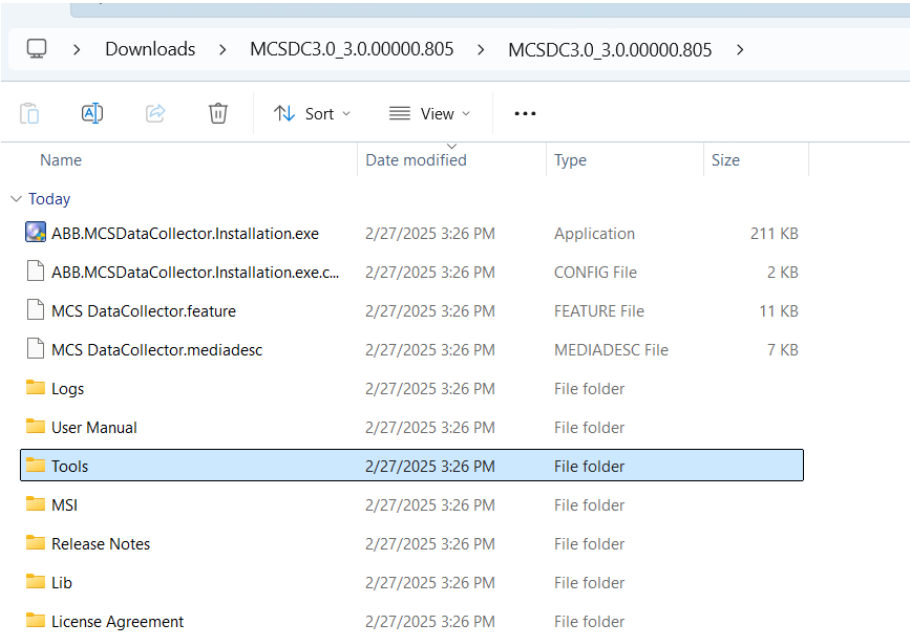 Downloads > MCSDC3.0_3.0.00000.805 > MCSDC3.0_3.0.00000.805 >
Sort View ...
Name Date modified Type Size
Today
ABB.MCSDataCollector.Installation.exe 2/27/2025 3:26 PM Application 211 KB
ABB.MCSDataCollector.Installation.exe.c... 2/27/2025 3:26 PM CONFIG File 2 KB
MCS DataCollector.feature 2/27/2025 3:26 PM FEATURE File 11 KB
MCS DataCollector.mediadesc 2/27/2025 3:26 PM MEDIADESC File 7 KB
Logs 2/27/2025 3:26 PM File folder
User Manual 2/27/2025 3:26 PM File folder
Tools 2/27/2025 3:26 PM File folder
MSI 2/27/2025 3:26 PM File folder
Release Notes 2/27/2025 3:26 PM File folder
Lib 2/27/2025 3:26 PM File folder
License Agreement 2/27/2025 3:26 PM File folder